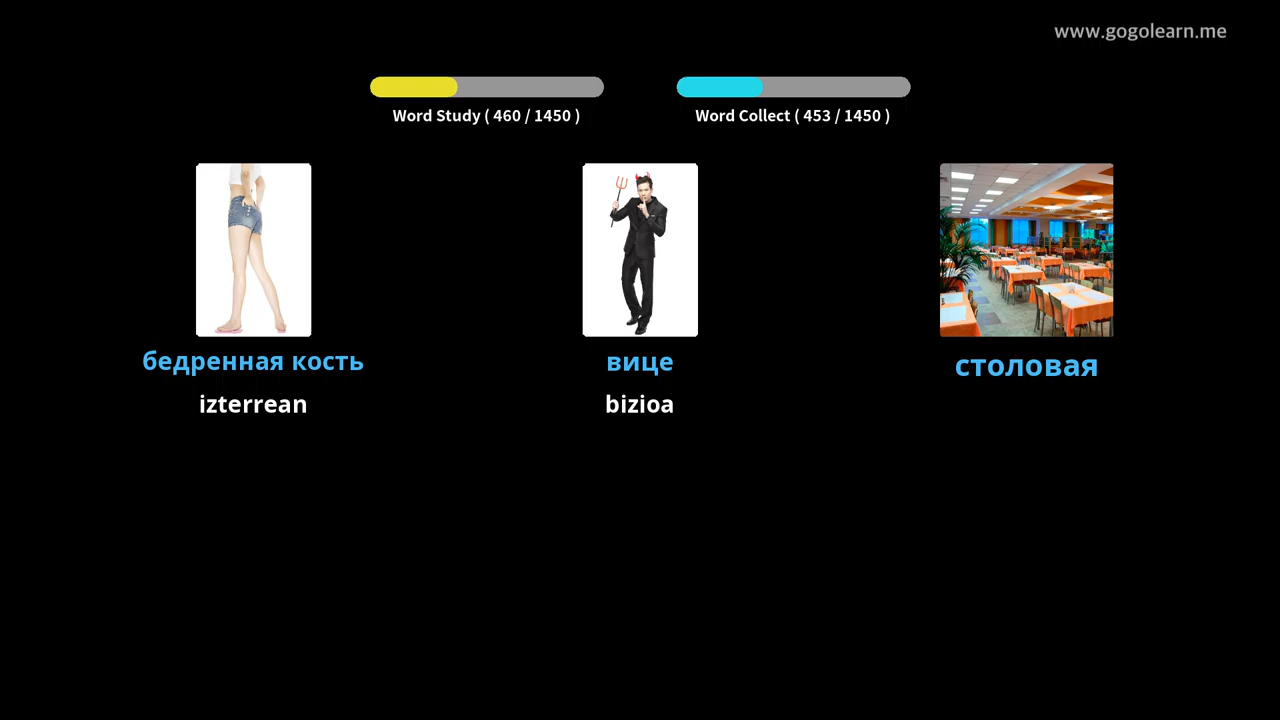 www.gogolearn.me
Word Study ( 460 / 1450 )
Word Collect ( 453 / 1450 )
бедренная кость
вице
столовая
izterrean
bizioa